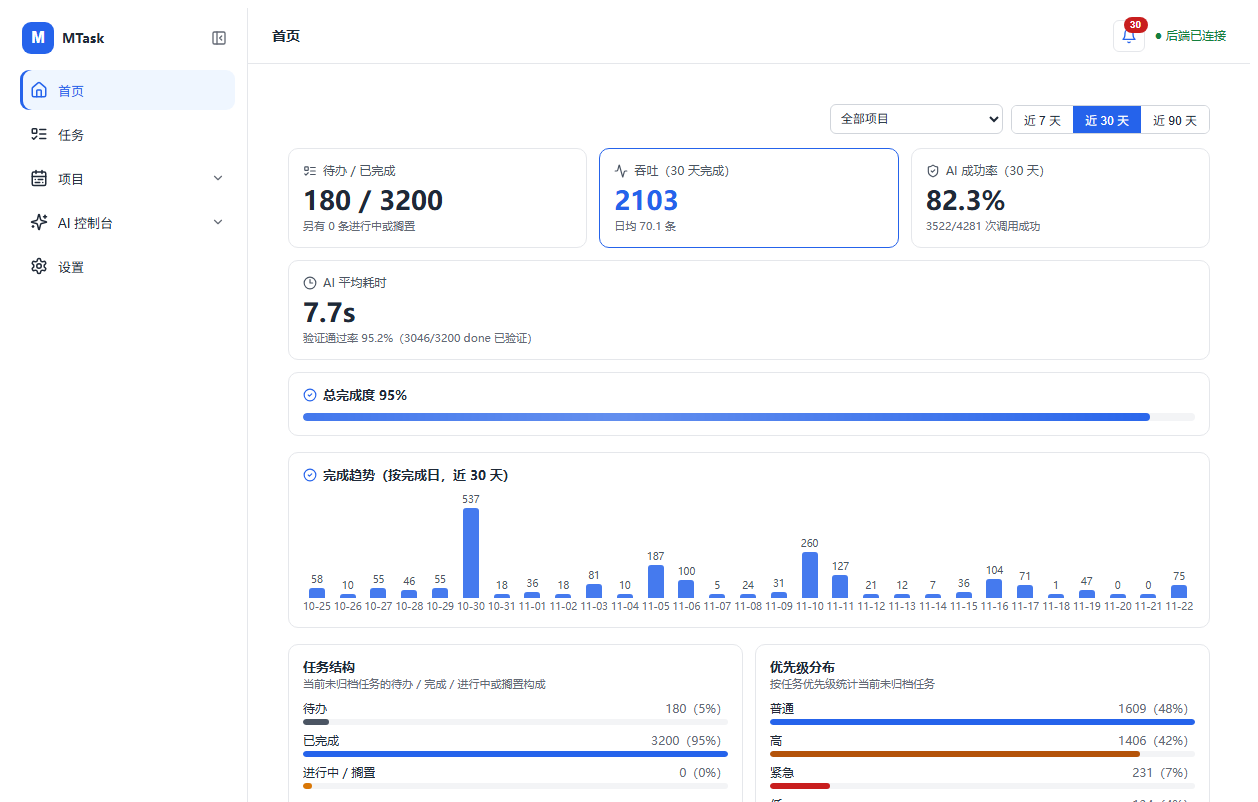 M MTask
首页
任务
项目
AI 控制台
设置
首页
30
后端已连接
全部项目
近 7 天 近 30 天 近 90 天
待办 / 已完成
180 / 3200
另有 0 条进行中或搁置
吞吐（30 天完成）
2103
日均 70.1 条
AI 成功率（30 天）
82.3%
3522/4281 次调用成功
AI 平均耗时
7.7s
验证通过率 95.2%（3046/3200 done 已验证）
总完成度 95%
完成趋势（按完成日，近 30 天）
58 10 55 46 55 537 18 36 18 81 10 187 100 5 24 31 260 127 21 12 7 36 104 71 1 47 0 0 75
10-25 10-26 10-27 10-28 10-29 10-30 10-31 11-01 11-02 11-03 11-04 11-05 11-06 11-07 11-08 11-09 11-10 11-11 11-12 11-13 11-14 11-15 11-16 11-17 11-18 11-19 11-20 11-21 11-22
任务结构
当前未归档任务的待办 / 完成 / 进行中或搁置构成
待办 180（5%）
已完成 3200（95%）
进行中 / 搁置 0（0%）
优先级分布
按任务优先级统计当前未归档任务
普通 1609（48%）
高 1406（42%）
紧急 231（7%）